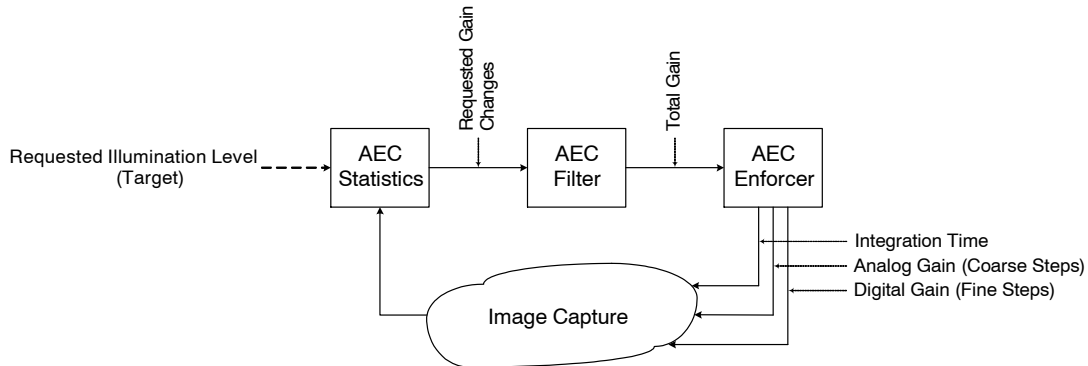 Requested Gain
Changes
Total Gain
Requested Illumination Level
(Target)
AEC
Statistics
AEC
Filter
AEC
Enforcer
Integration Time
Analog Gain (Coarse Steps)
Digital Gain (Fine Steps)
Image Capture